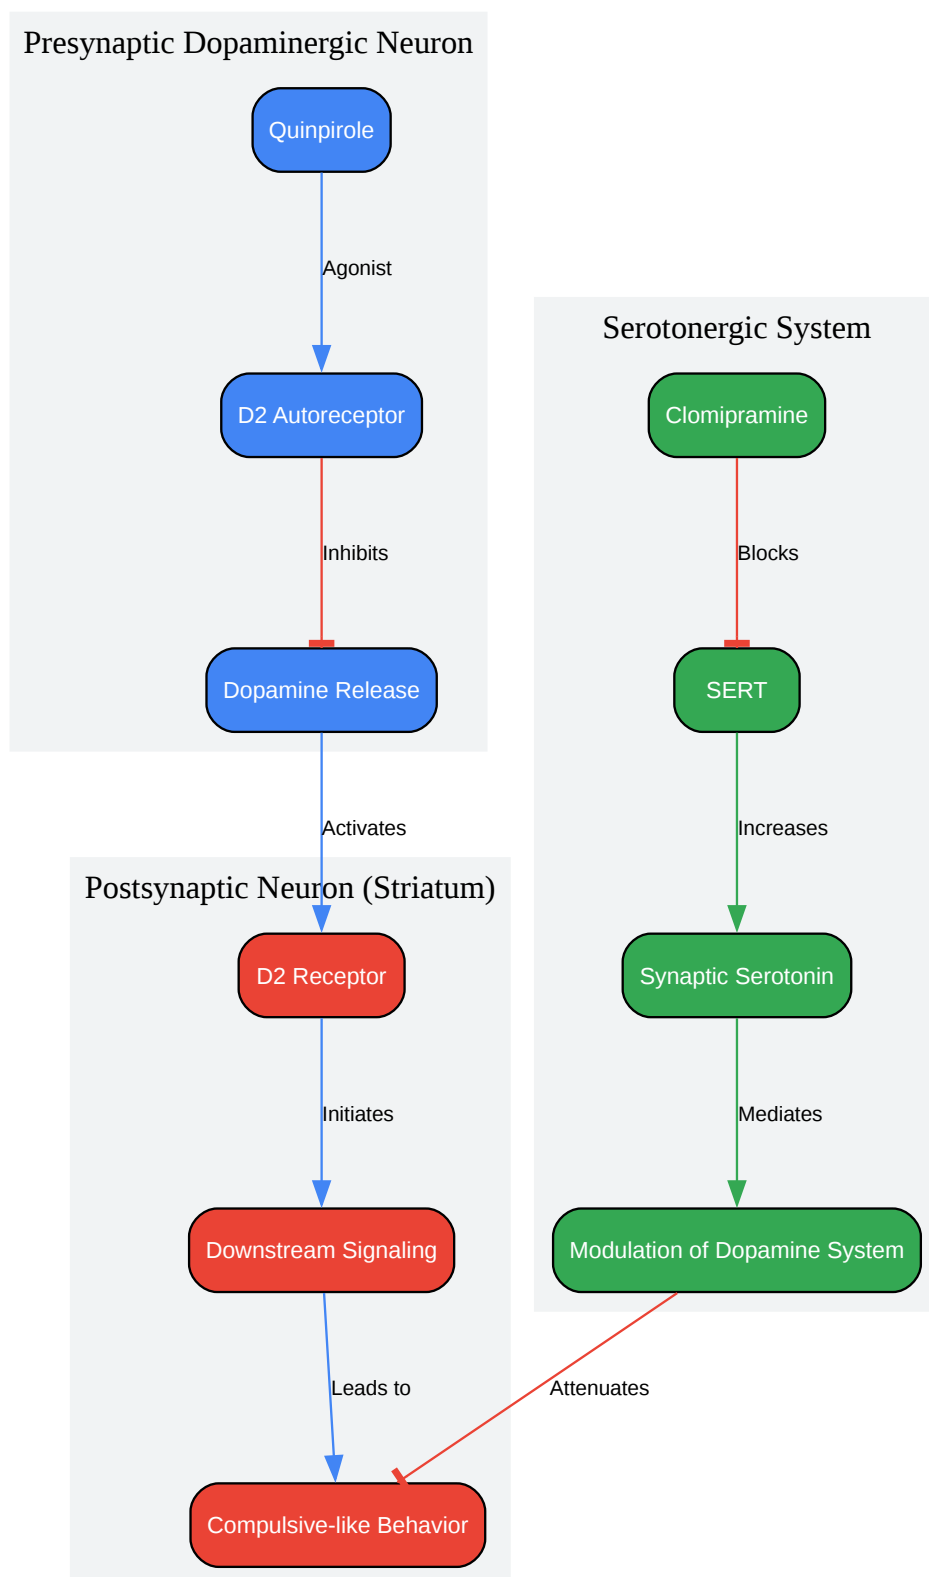 Presynaptic Dopaminergic Neuron
Quinpirole
Agonist
D2 Autoreceptor
Inhibits
Dopamine Release
Activates
Postsynaptic Neuron (Striatum)
D2 Receptor
Initiates
Downstream Signaling
Leads to
Compulsive-like Behavior
Serotonergic System
Clomipramine
Blocks
SERT
Increases
Synaptic Serotonin
Mediates
Modulation of Dopamine System
Attenuates